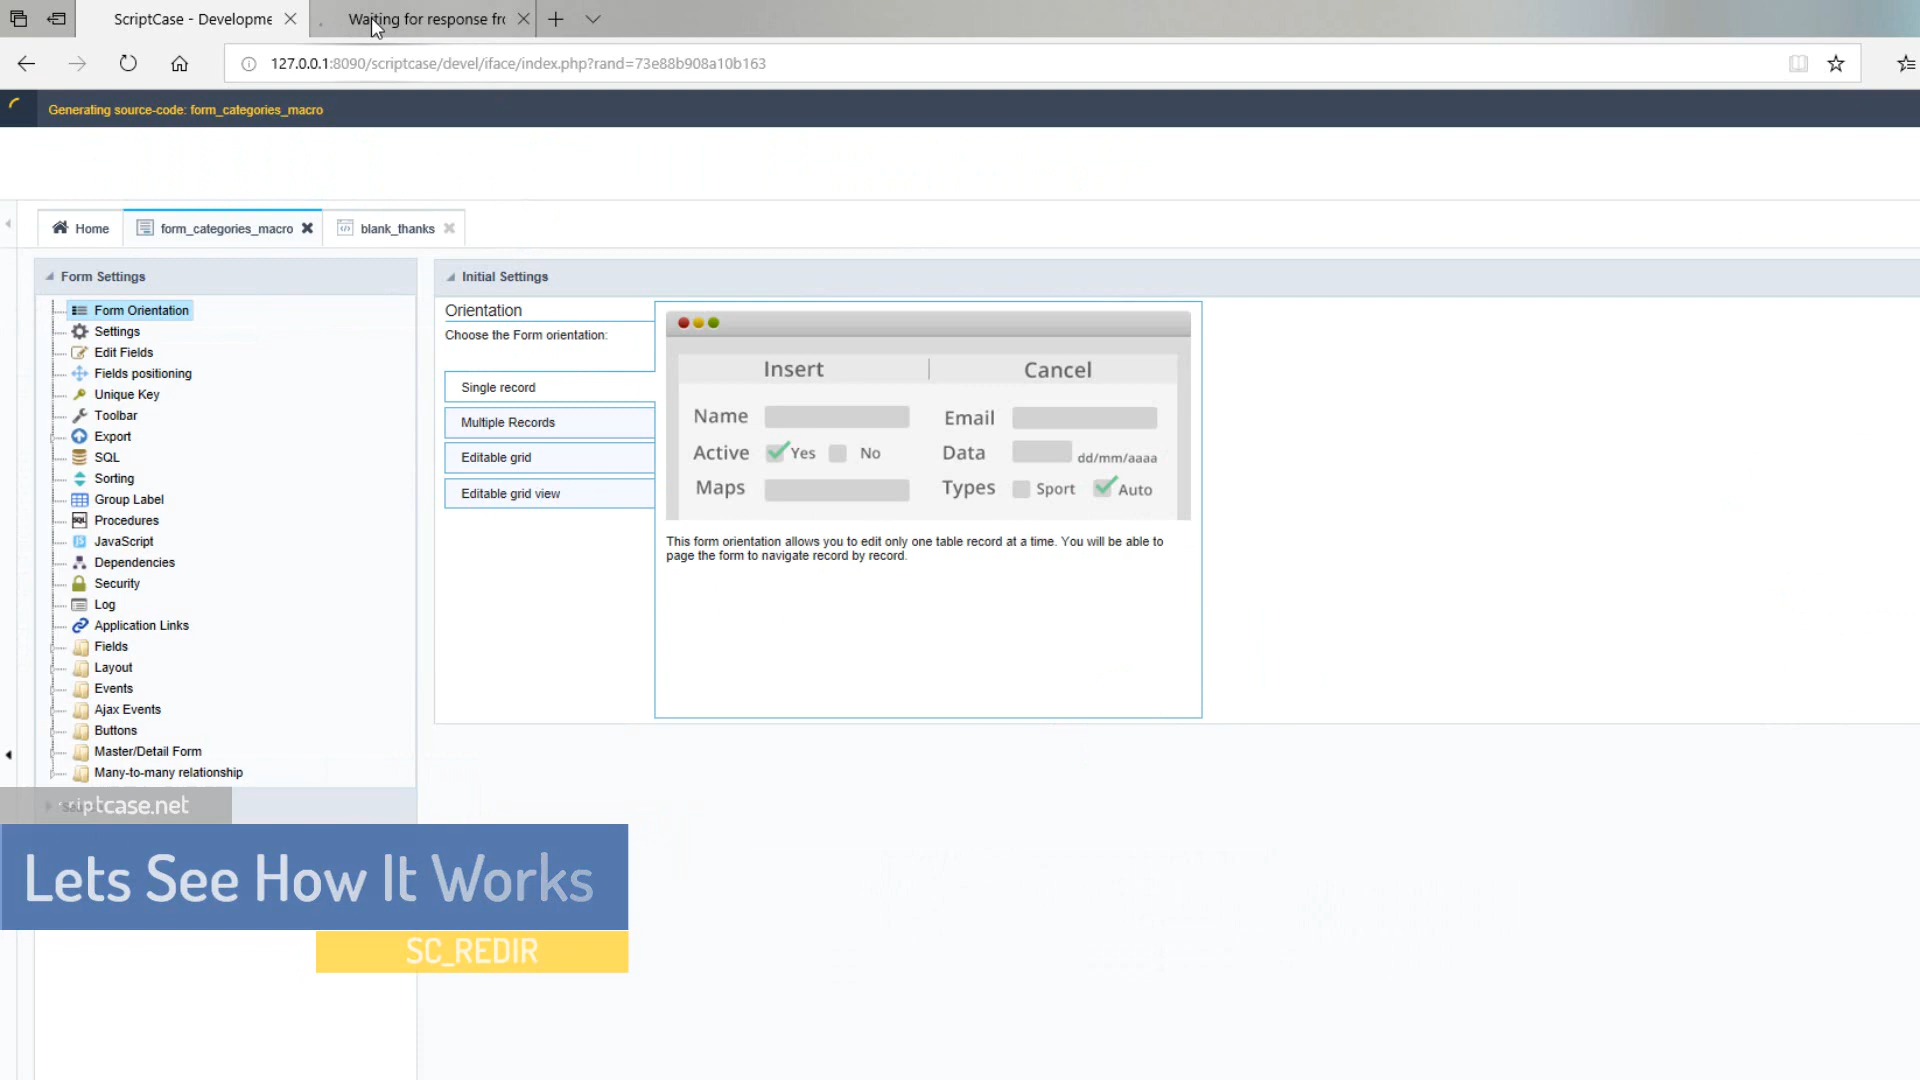 ScriptCase - Developme
Waiting for response fro
127.0.0.1:8090/scriptcase/devel/iface/index.php?rand=73e88b908a10b163
Generating source-code: form_categories_macro
Home
form_categories_macro
blank_thanks
Form Settings
Form Orientation
Settings
Edit Fields
Fields positioning
Unique Key
Toolbar
Export
SQL
Sorting
Group Label
Procedures
JavaScript
Dependencies
Security
Log
Application Links
Fields
Layout
Events
Ajax Events
Buttons
Master/Detail Form
Many-to-many relationship
Initial Settings
Orientation
Choose the Form orientation:
Single record
Multiple Records
Editable grid
Editable grid view
Insert Cancel
Name Email
Active Yes No Data dd/mm/aaaa
Maps Types Sport Auto
This form orientation allows you to edit only one table record at a time. You will be able to
page the form to navigate record by record.
riptcase.net
Lets See How It Works
SC_REDIR